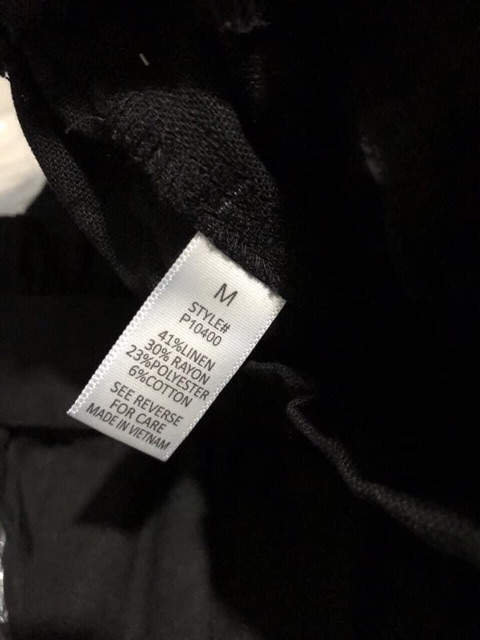 M
STYLE#
P10400
41%LINEN
30% RAYON
23%POLYESTER
6%COTTON
SEE REVERSE
FOR CARE
MADE IN VIETNAM